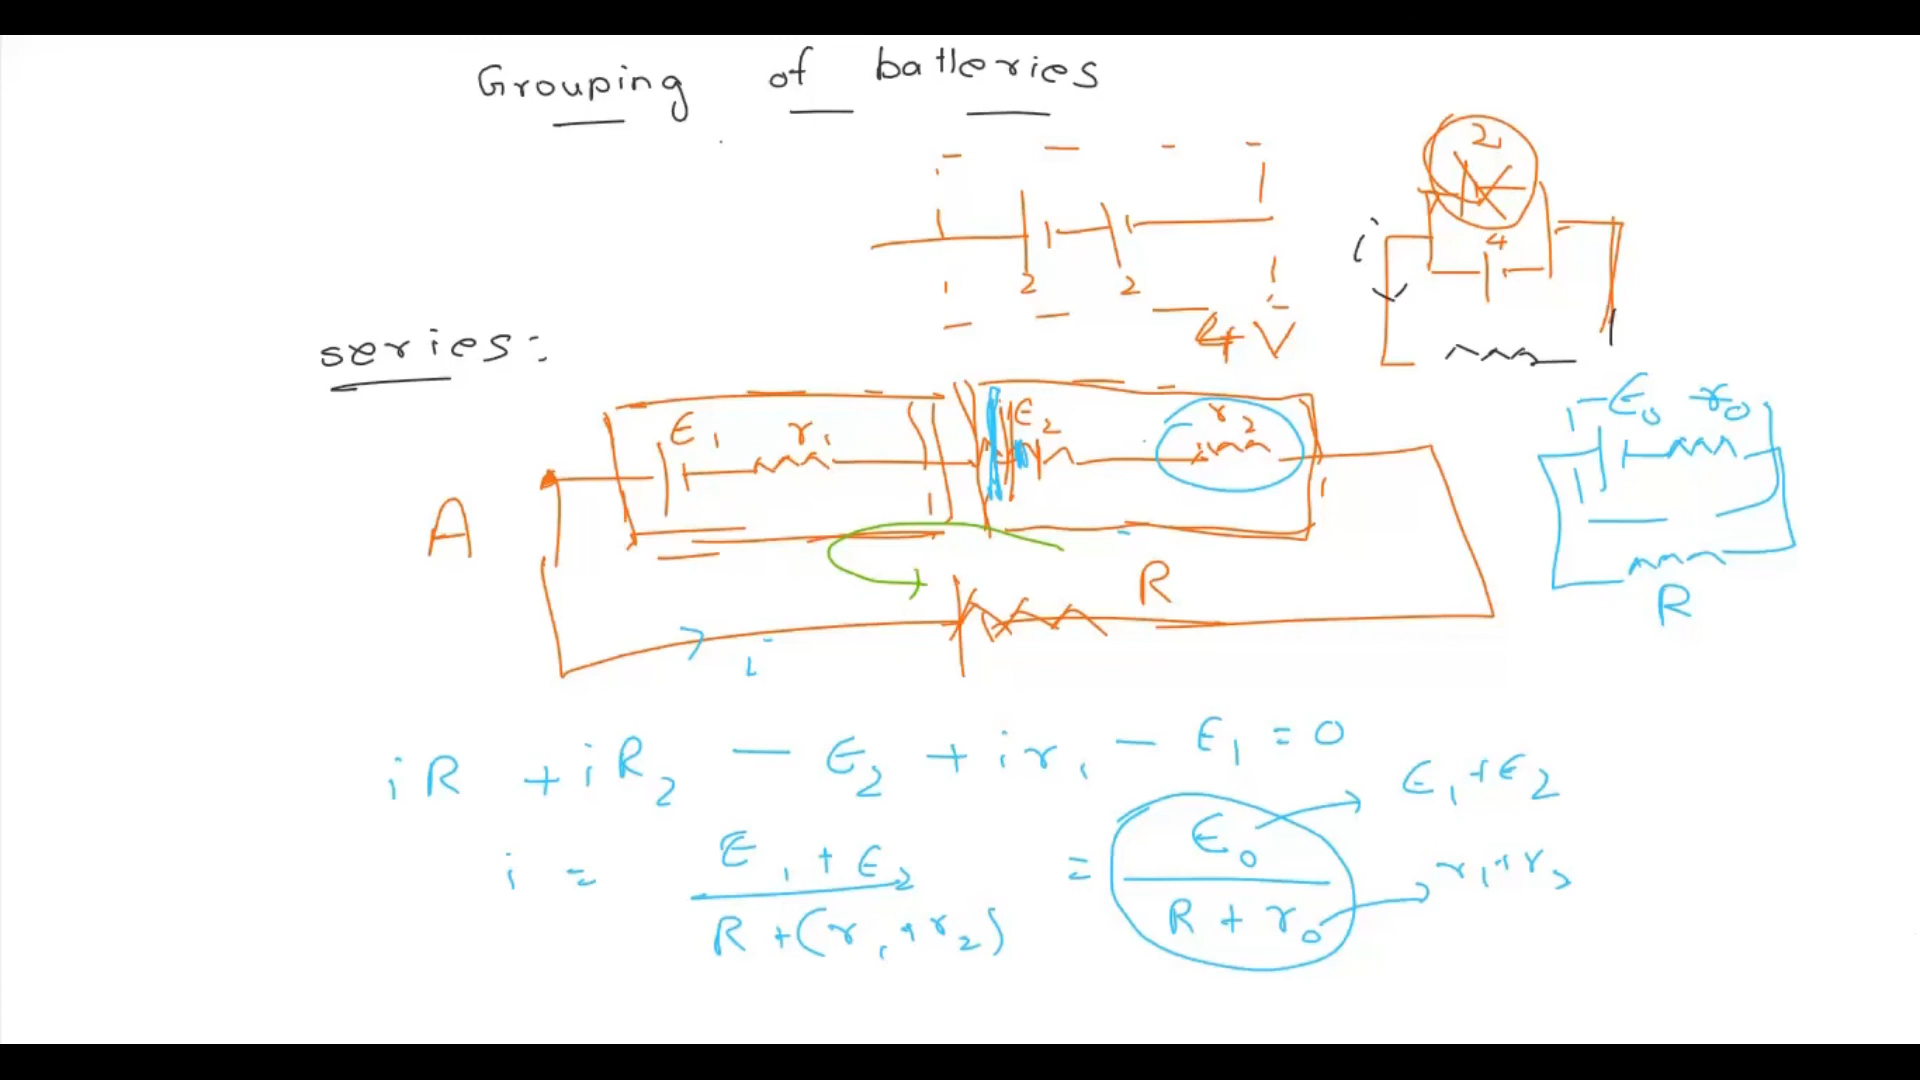 Grouping of batteries
2
4
i
2 2
4V
series:
E1 r1 E2 r2
E0 r0
A
R
R
i
iR + iR2 - E2 + ir1 - E1 = 0
E1 + E2
i = E1 + E2 / R + (r1 + r2) = E0 / R + r0
r1 + r2